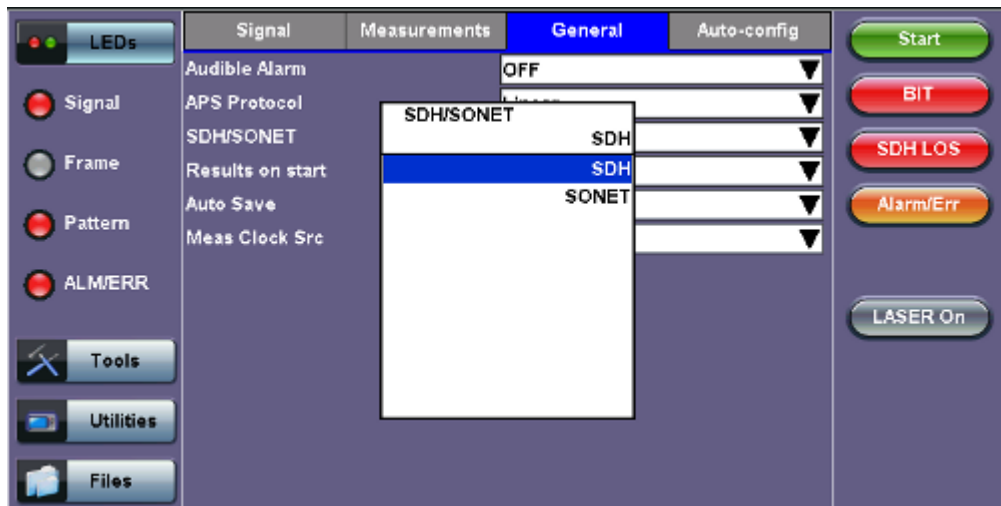 LEDs
Signal
Frame
Pattern
ALM/ERR
Tools
Utilities
Files
Signal Measurements General Auto-config
Audible Alarm OFF
APS Protocol
SDH/SONET
Results on start
Auto Save
Meas Clock Src
SDH/SONET
SDH
SDH
SONET
Start
BIT
SDH LOS
Alarm/Err
LASER On